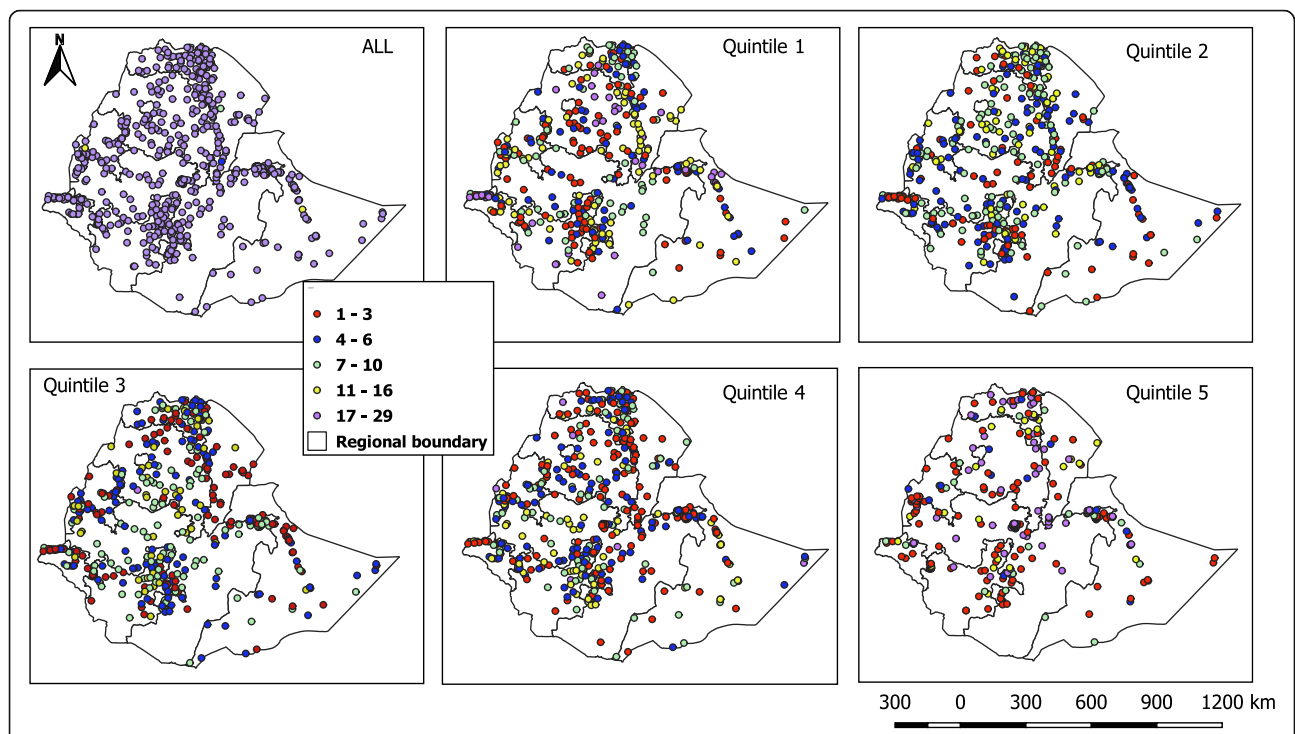 N
ALL
Quintile 1
Quintile 2
1 - 3
4 - 6
7 - 10
11 - 16
17 - 29
Regional boundary
Quintile 3
Quintile 4
Quintile 5
300 0 300 600 900 1200 km